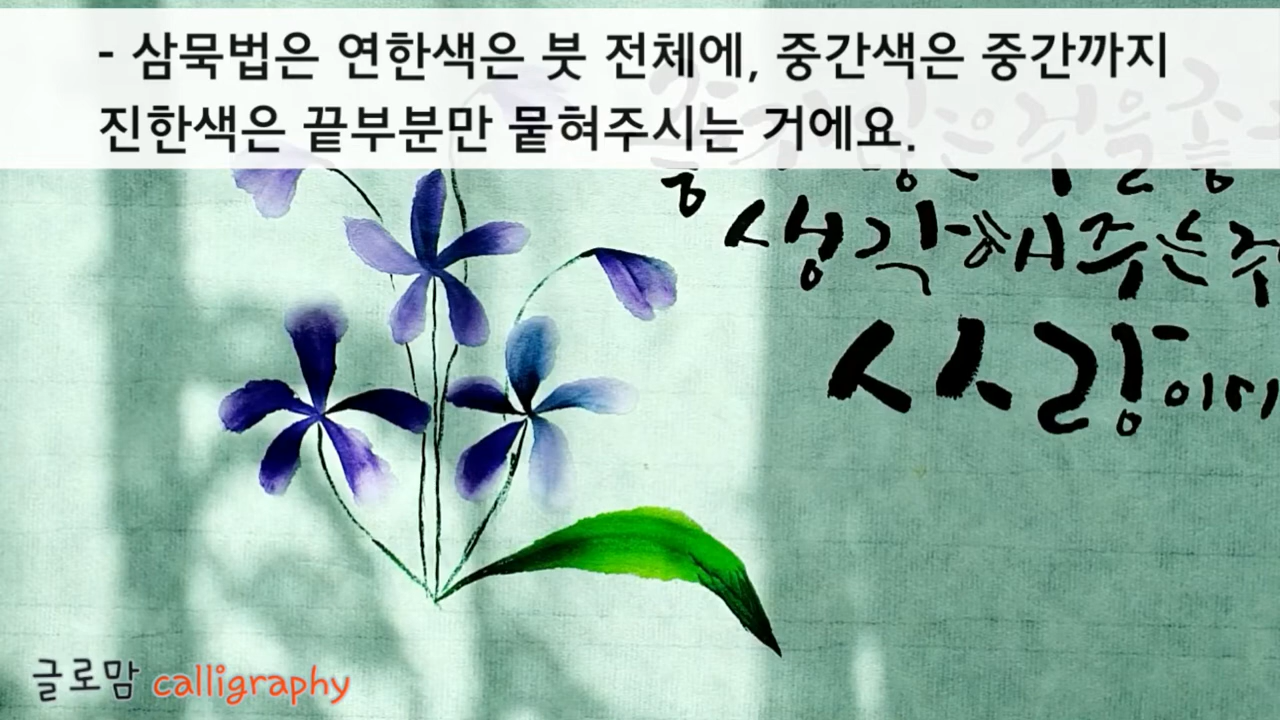 - 삼묵법은 연한색은 붓 전체에, 중간색은 중간까지
진한색은 끝부분만 뭍혀주시는 거에요.
생각해주는
사랑이
글로맘 calligraphy